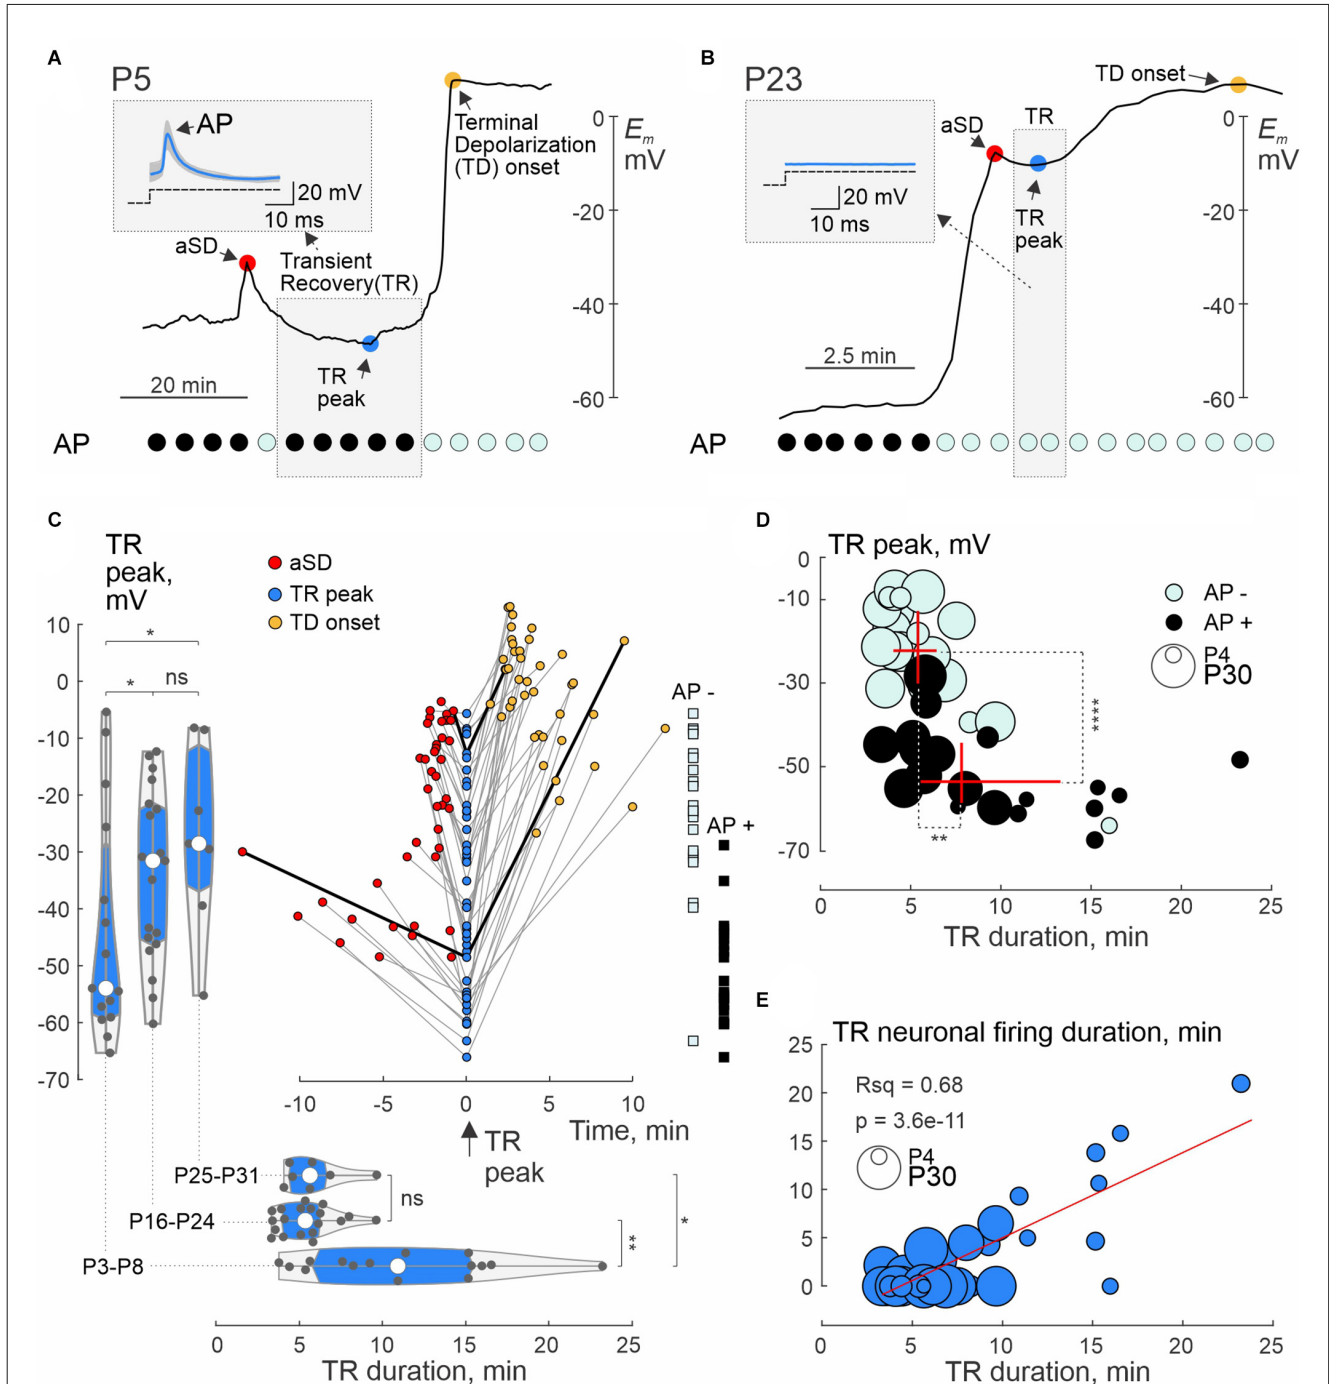 A
P5
AP
20 mV
10 ms
aSD
Transient
Recovery(TR)
TR
peak
20 min
Terminal
Depolarization
(TD) onset
0
Em
mV
-20
-40
-60
AP
B
P23
TD onset
aSD
TR
20 mV
10 ms
TR
peak
2.5 min
0
Em
mV
-20
-40
-60
AP
C
TR
peak,
mV
aSD
TR peak
TD onset
*
*
ns
10
0
-10
-20
-30
-40
-50
-60
-70
AP -
AP +
-10
-5
0
5
10
Time, min
TR
peak
P25-P31
P16-P24
P3-P8
ns
**
*
0
5
10
15
20
25
TR duration, min
D
TR peak, mV
0
-10
-30
-50
-70
AP -
AP +
P4
P30
****
**
0
5
10
15
20
25
TR duration, min
E
TR neuronal firing duration, min
25
20
15
10
5
0
Rsq = 0.68
p = 3.6e-11
P4
P30
0
5
10
15
20
25
TR duration, min